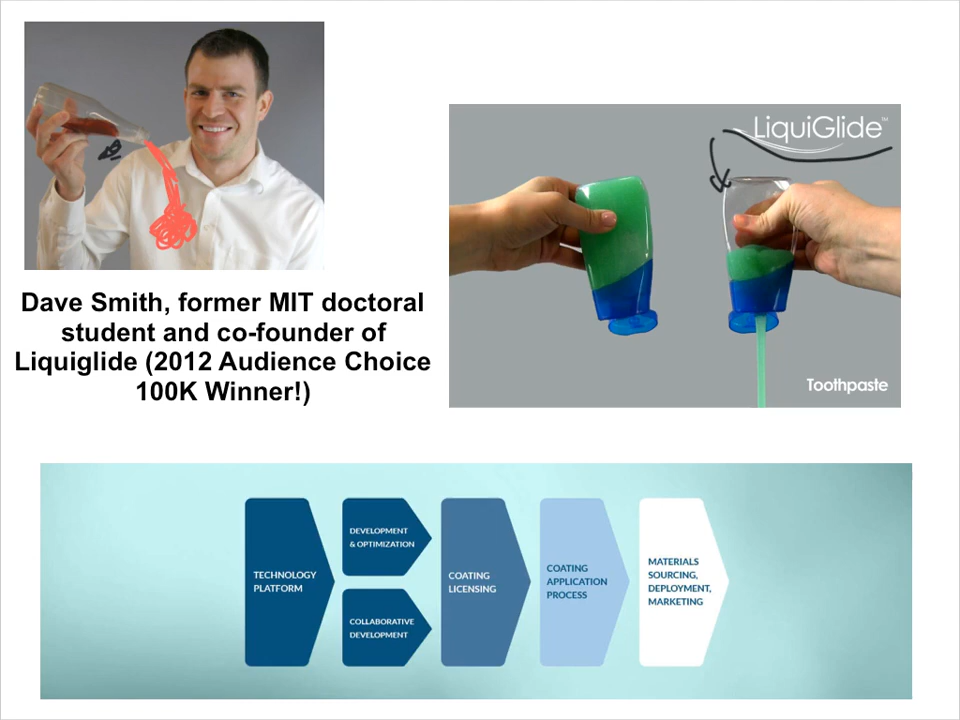 Dave Smith, former MIT doctoral
student and co-founder of
Liquiglide (2012 Audience Choice
100K Winner!)
LiquiGlide™
Toothpaste
TECHNOLOGY
PLATFORM
DEVELOPMENT
& OPTIMIZATION
COLLABORATIVE
DEVELOPMENT
COATING
LICENSING
COATING
APPLICATION
PROCESS
MATERIALS
SOURCING,
DEPLOYMENT,
MARKETING